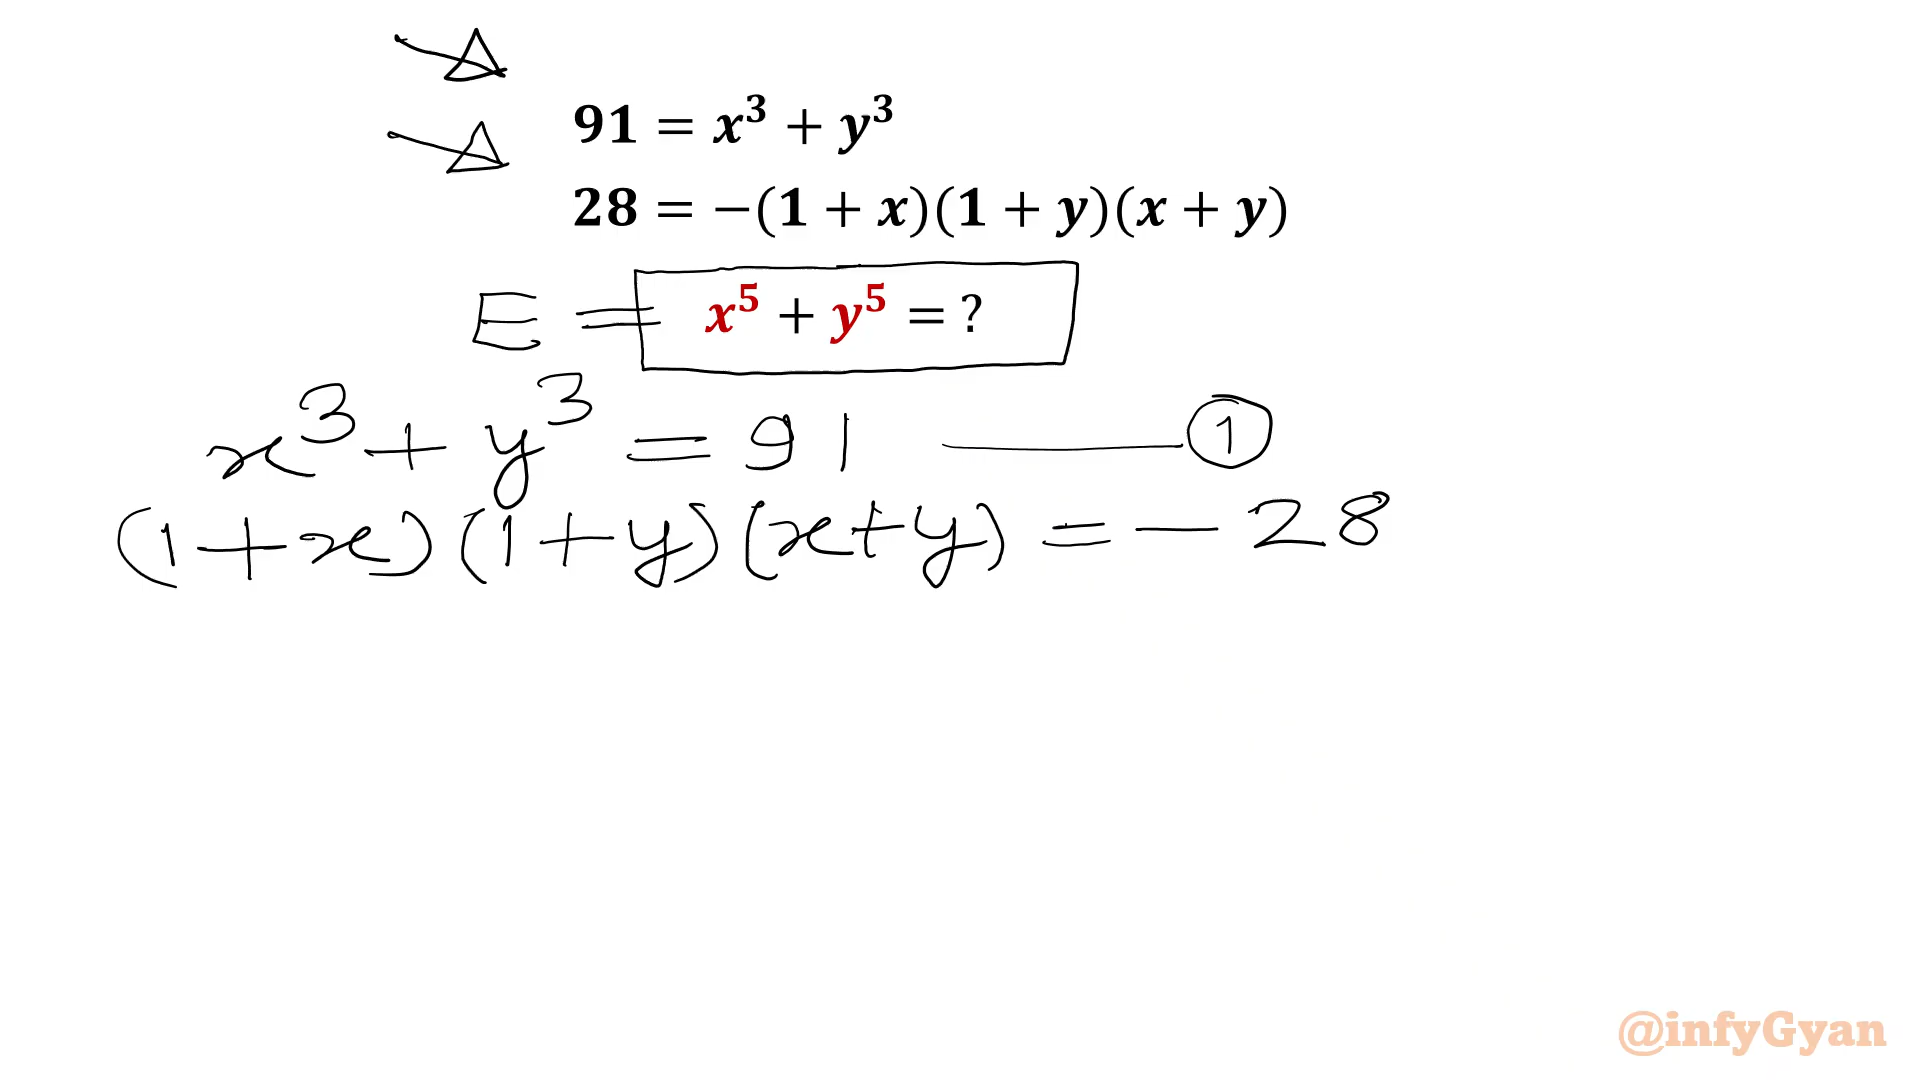 91 = x³ + y³
28 = −(1 + x)(1 + y)(x + y)
E = x⁵ + y⁵ = ?
x³ + y³ = 91 —— ①
(1+x)(1+y)(x+y) = −28
@infyGyan